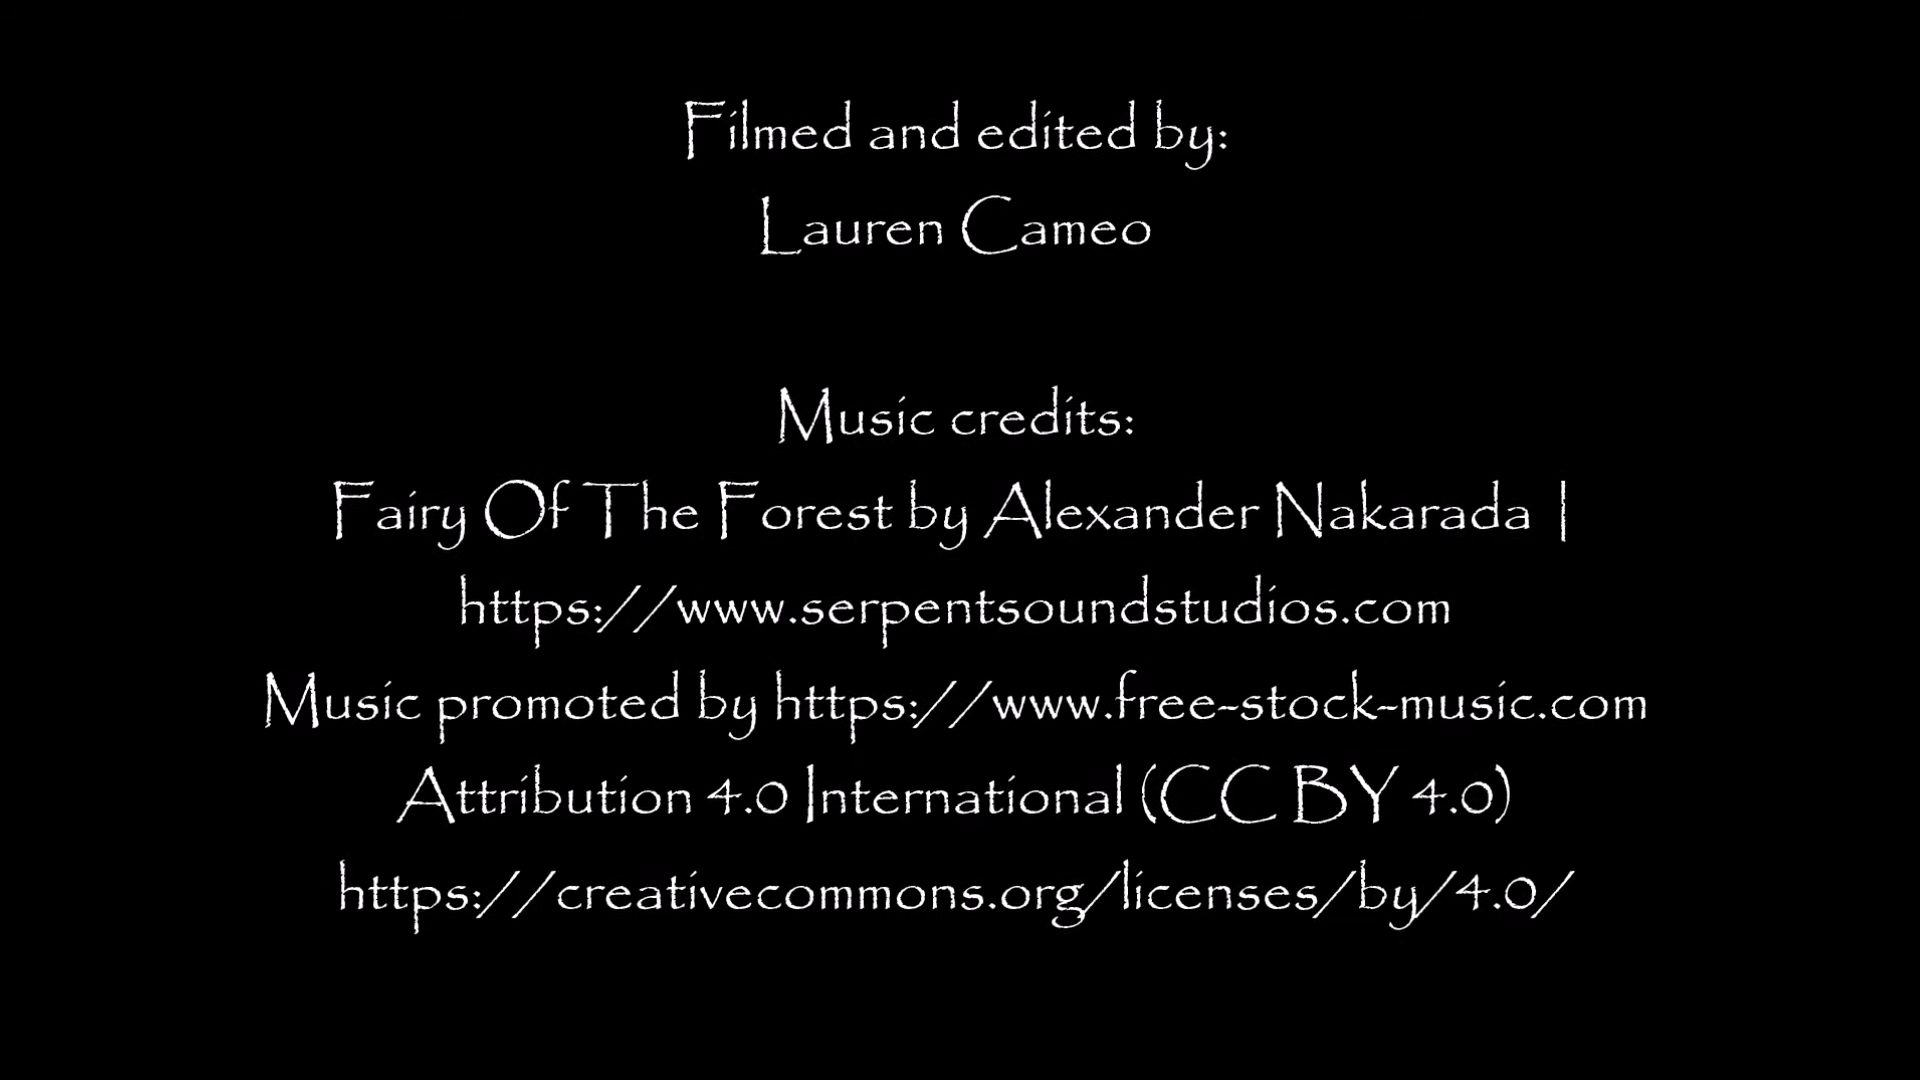 Filmed and edited by:
Lauren Cameo
Music credits:
Fairy Of The Forest by Alexander Nakarada |
https://www.serpentsoundstudios.com
Music promoted by https://www.free-stock-music.com
Attribution 4.0 International (CC BY 4.0)
https://creativecommons.org/licenses/by/4.0/